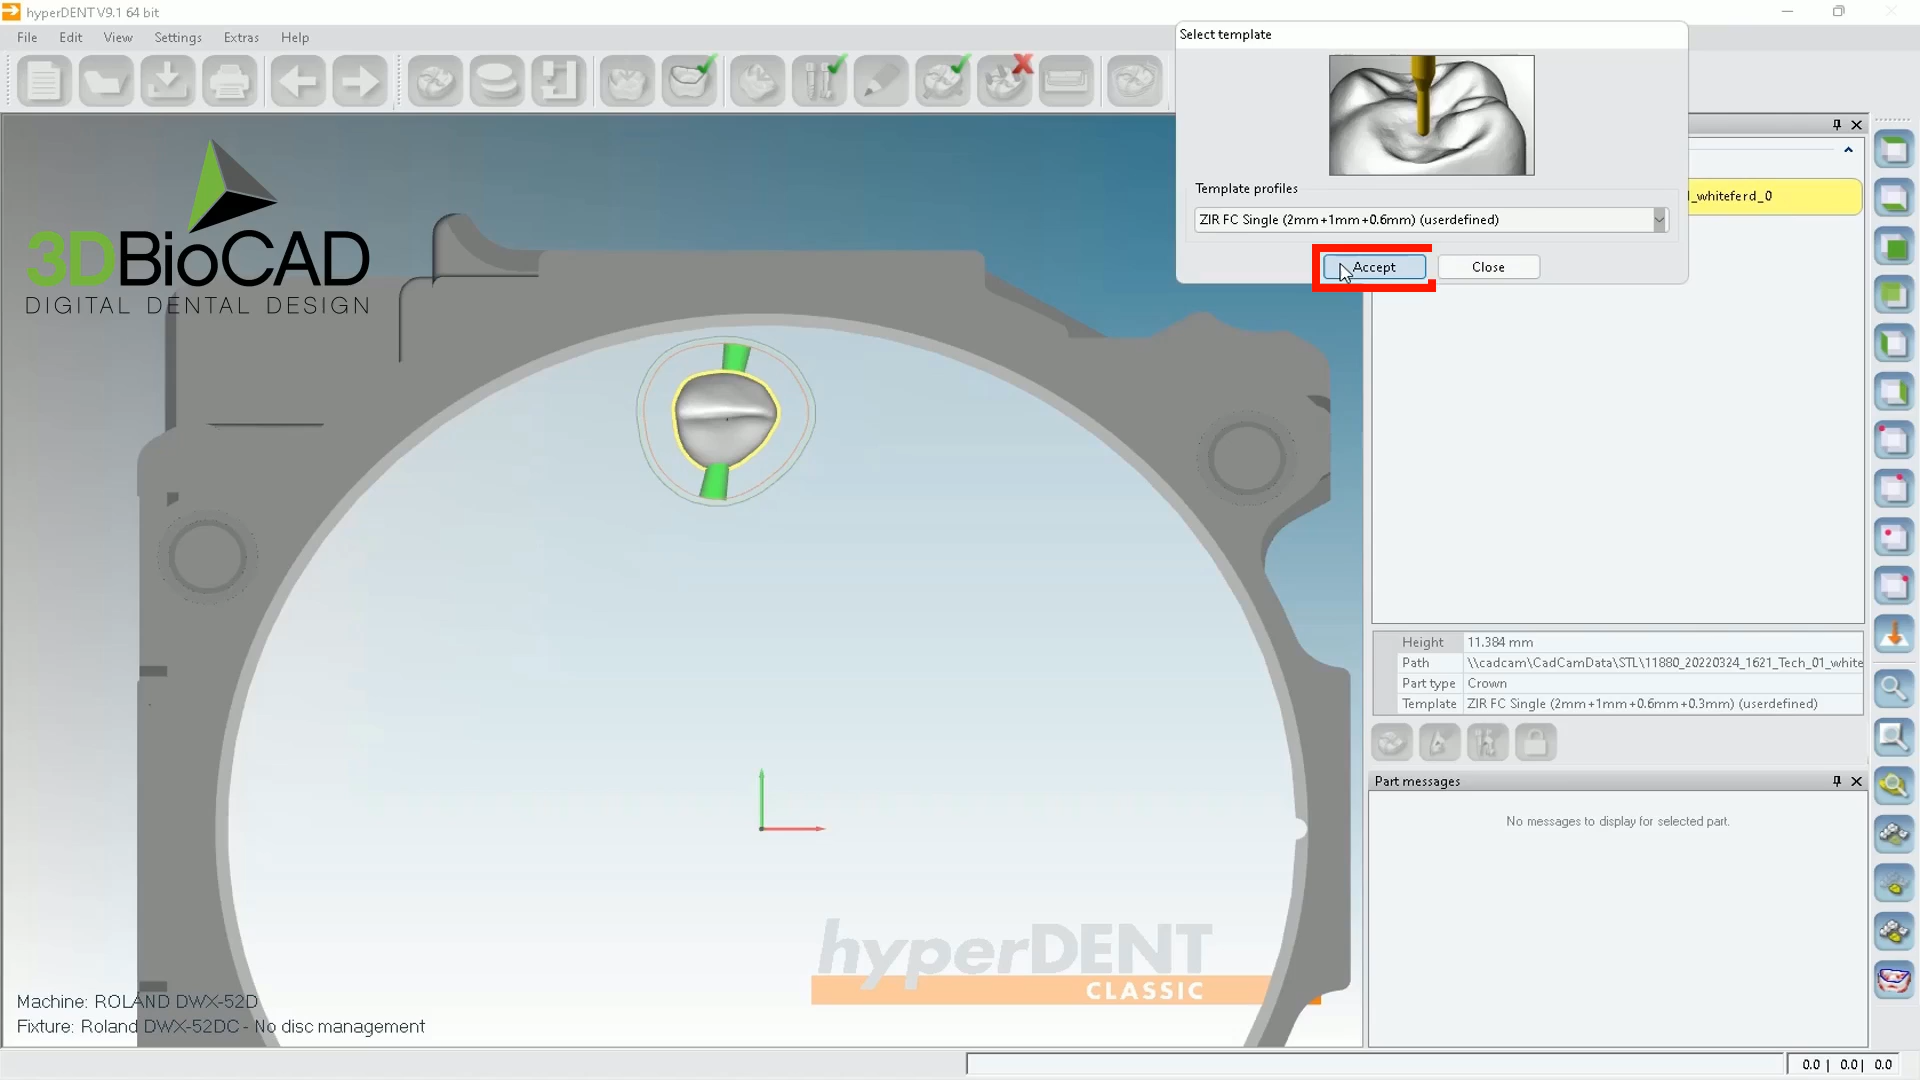 hyperDENT V9.1 64 bit
File Edit View Settings Extras Help
Select template
Template profiles
ZIR FC Single (2mm+1mm+0.6mm) (userdefined)
Accept Close
l_whiteferd_0
3DBioCAD
DIGITAL DENTAL DESIGN
Height 11.384 mm
Path \\cadcam\CadCamData\STL\11880_20220324_1621_Tech_01_white
Part type Crown
Template ZIR FC Single (2mm+1mm+0.6mm+0.3mm) (userdefined)
Part messages
No messages to display for selected part.
hyperDENT
CLASSIC
Machine: ROLAND DWX-52D
Fixture: Roland DWX-52DC - No disc management
0.0 | 0.0 | 0.0